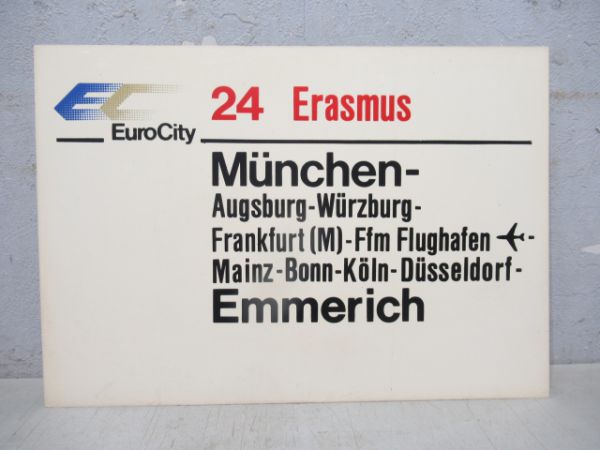 EC
EuroCity
24 Erasmus
München-
Augsburg-Würzburg-
Frankfurt (M)-Ffm Flughafen ✈-
Mainz-Bonn-Köln-Düsseldorf-
Emmerich